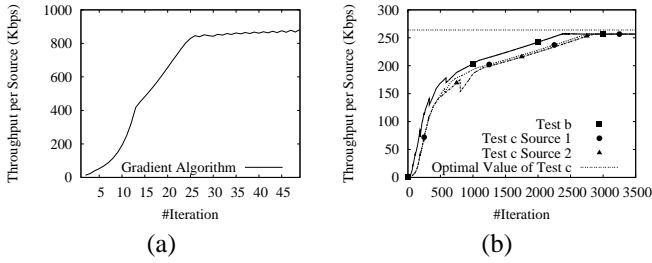 Throughput per Source (Kbps)
1000
800
600
400
200
0
Gradient Algorithm
5 10 15 20 25 30 35 40 45
#Iteration
(a)
Throughput per Source (Kbps)
300
250
200
150
100
50
0
Test b
Test c Source 1
Test c Source 2
Optimal Value of Test c
0 500 1000 1500 2000 2500 3000 3500
#Iteration
(b)